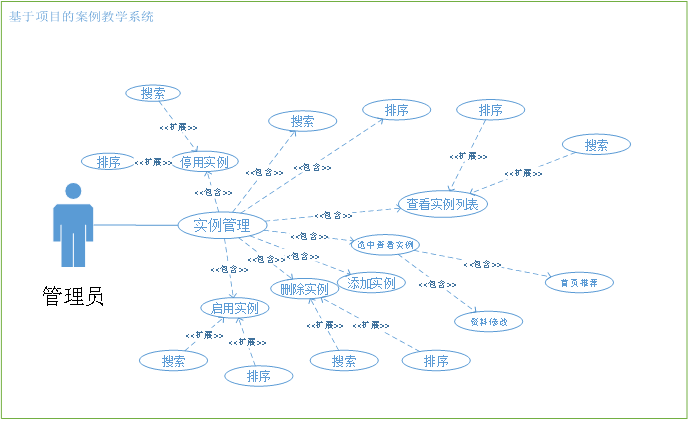 基于项目的案例教学系统
搜索
排序
排序
搜索
<<扩展>>
搜索
<<扩展>>
排序
<<扩展>>
停用实例
<<包含>>
<<包含>>
<<扩展>>
<<包含>>
查看实例列表
<<包含>>
实例管理
<<包含>>
选中查看实例
管理员
<<包含>>
<<包含>>
<<包含>>
<<包含>>
添加实例
<<包含>>
首页推荐
删除实例
启用实例
<<扩展>>
<<扩展>>
资料修改
<<扩展>>
<<扩展>>
搜索
搜索
排序
排序